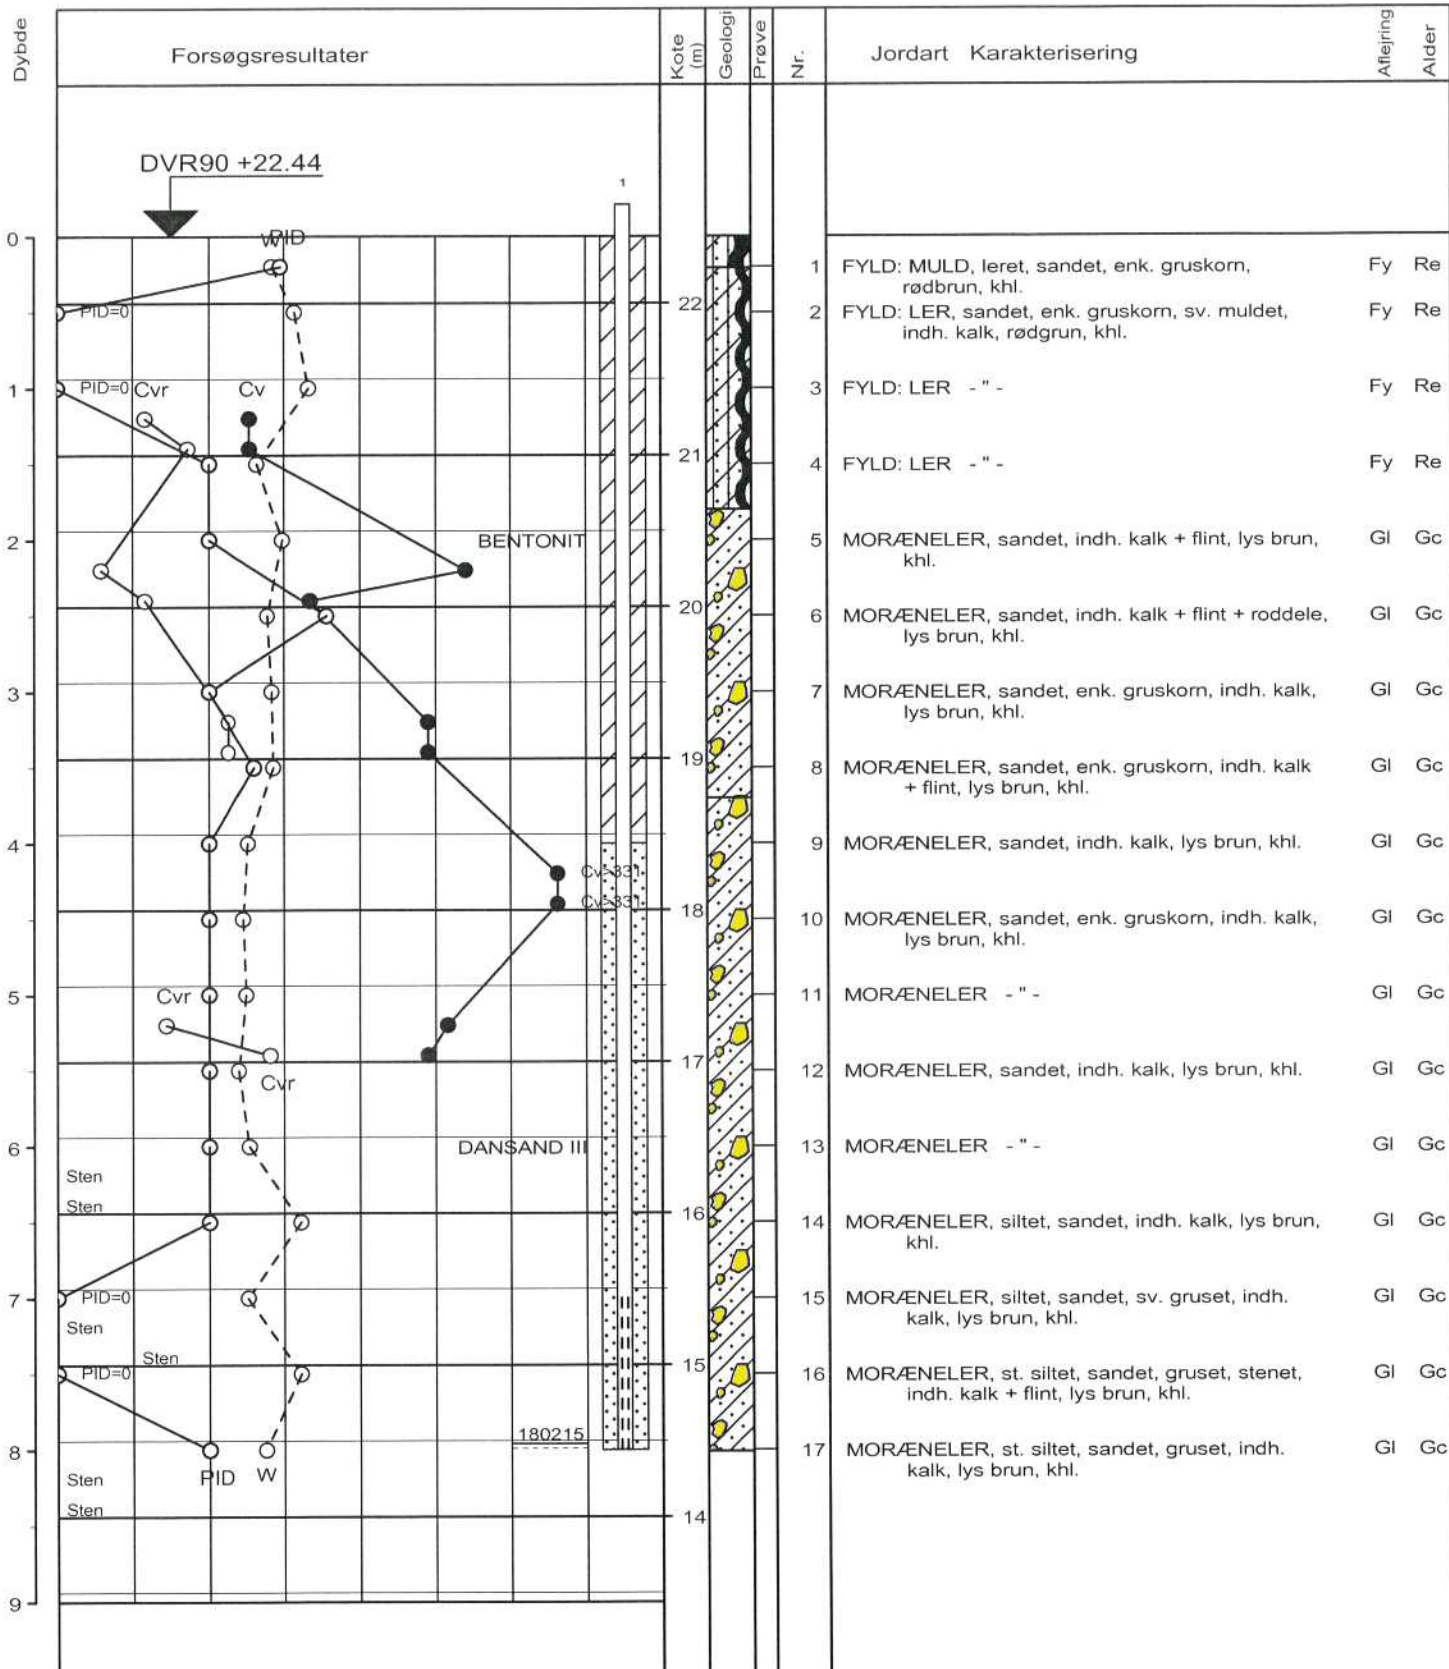 Dybde
Forsøgsresultater
Kote (m)
Geologi
Prøve
Nr.
Jordart Karakterisering
Aflejring
Alder
DVR90 +22.44
1
0
W PID
1 FYLD: MULD, leret, sandet, enk. gruskorn, Fy Re
rødbrun, khl.
22
PID=0
2 FYLD: LER, sandet, enk. gruskorn, sv. muldet, Fy Re
indh. kalk, rødgrun, khl.
1
PID=0 Cvr Cv
3 FYLD: LER - " - Fy Re
21
4 FYLD: LER - " - Fy Re
2
BENTONIT
5 MORÆNELER, sandet, indh. kalk + flint, lys brun, Gl Gc
khl.
20
6 MORÆNELER, sandet, indh. kalk + flint + roddele, Gl Gc
lys brun, khl.
3
7 MORÆNELER, sandet, enk. gruskorn, indh. kalk, Gl Gc
lys brun, khl.
19
8 MORÆNELER, sandet, enk. gruskorn, indh. kalk Gl Gc
+ flint, lys brun, khl.
4
9 MORÆNELER, sandet, indh. kalk, lys brun, khl. Gl Gc
Cv>331
Cv>331
18
10 MORÆNELER, sandet, enk. gruskorn, indh. kalk, Gl Gc
lys brun, khl.
5
Cvr
11 MORÆNELER - " - Gl Gc
17
Cvr
12 MORÆNELER, sandet, indh. kalk, lys brun, khl. Gl Gc
6
DANSAND III
13 MORÆNELER - " - Gl Gc
Sten
Sten
16
14 MORÆNELER, siltet, sandet, indh. kalk, lys brun, Gl Gc
khl.
7
PID=0
15 MORÆNELER, siltet, sandet, sv. gruset, indh. Gl Gc
kalk, lys brun, khl.
Sten
Sten
15
PID=0
16 MORÆNELER, st. siltet, sandet, gruset, stenet, Gl Gc
indh. kalk + flint, lys brun, khl.
180215
8
PID W
17 MORÆNELER, st. siltet, sandet, gruset, indh. Gl Gc
kalk, lys brun, khl.
Sten
Sten
14
9